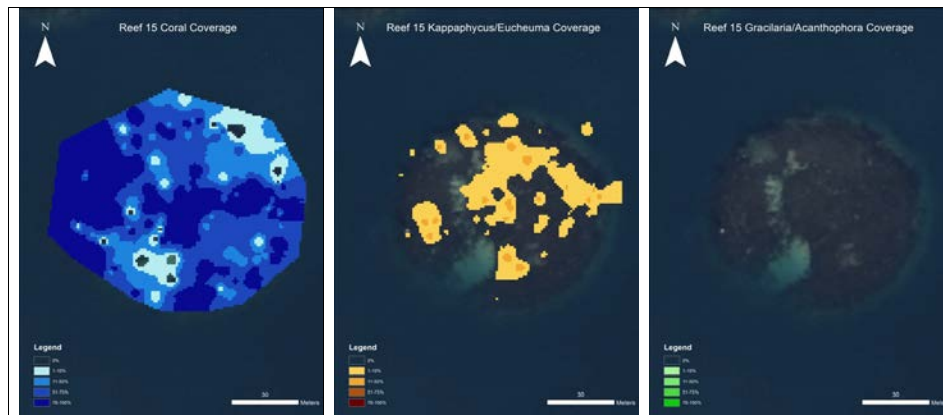 N
Reef 15 Coral Coverage
Legend
0%
1-10%
11-50%
51-75%
76-100%
30
Meters
N
Reef 15 Kappaphycus/Eucheuma Coverage
Legend
0%
1-10%
11-50%
51-75%
76-100%
30
Meters
N
Reef 15 Gracilaria/Acanthophora Coverage
Legend
0%
1-10%
11-50%
51-75%
76-100%
30
Meters